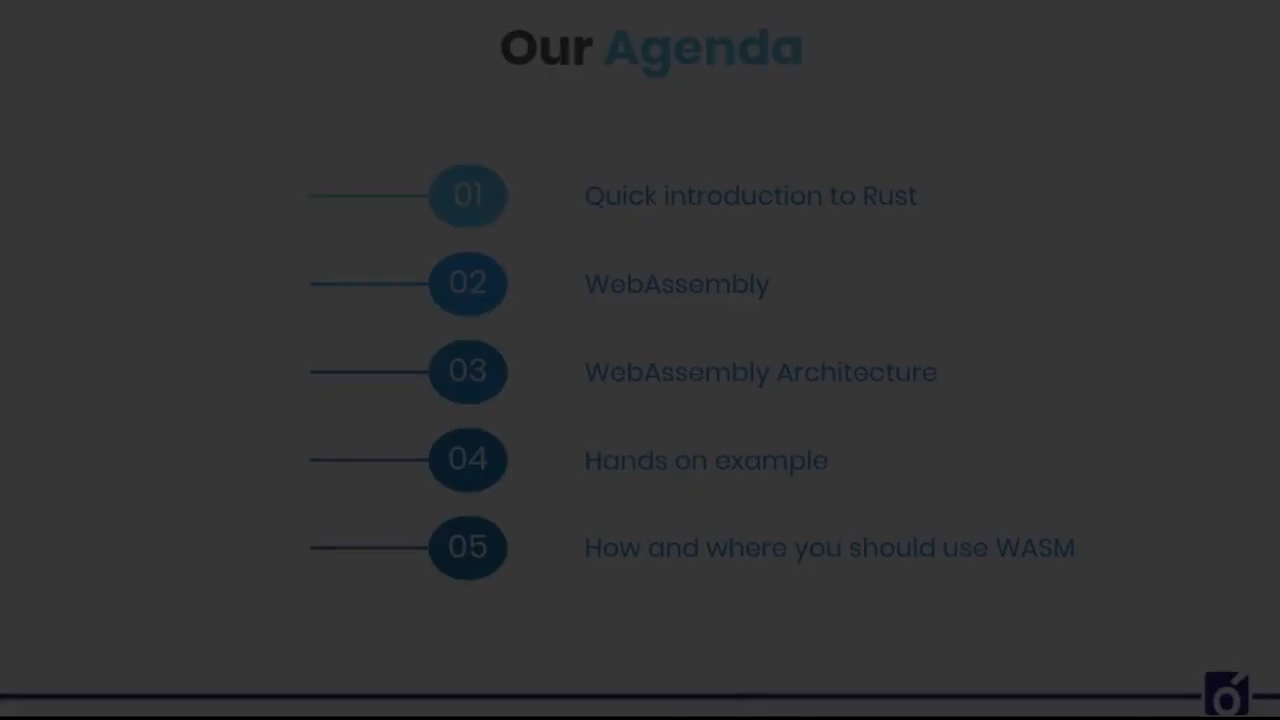 Our Agenda
01 Quick introduction to Rust
02 WebAssembly
03 WebAssembly Architecture
04 Hands on example
05 How and where you should use WASM